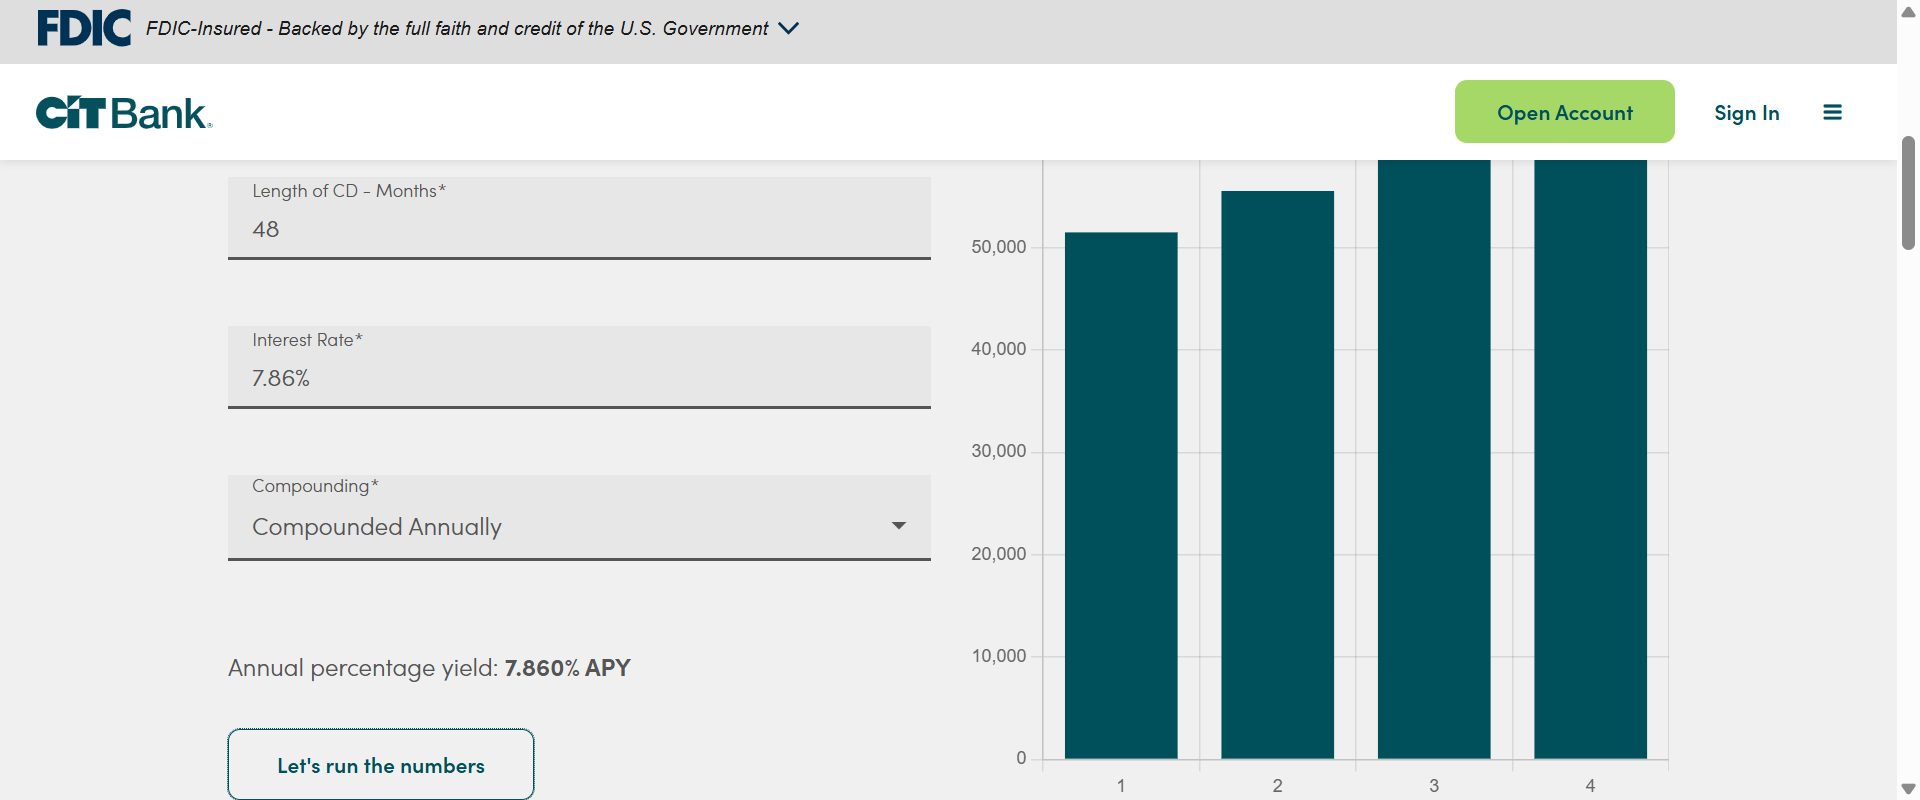 FDIC FDIC-Insured - Backed by the full faith and credit of the U.S. Government
CIT Bank®
Open Account
Sign In
Length of CD - Months*
48
Interest Rate*
7.86%
Compounding*
Compounded Annually
Annual percentage yield: 7.860% APY
Let's run the numbers
50,000
40,000
30,000
20,000
10,000
0
1 2 3 4